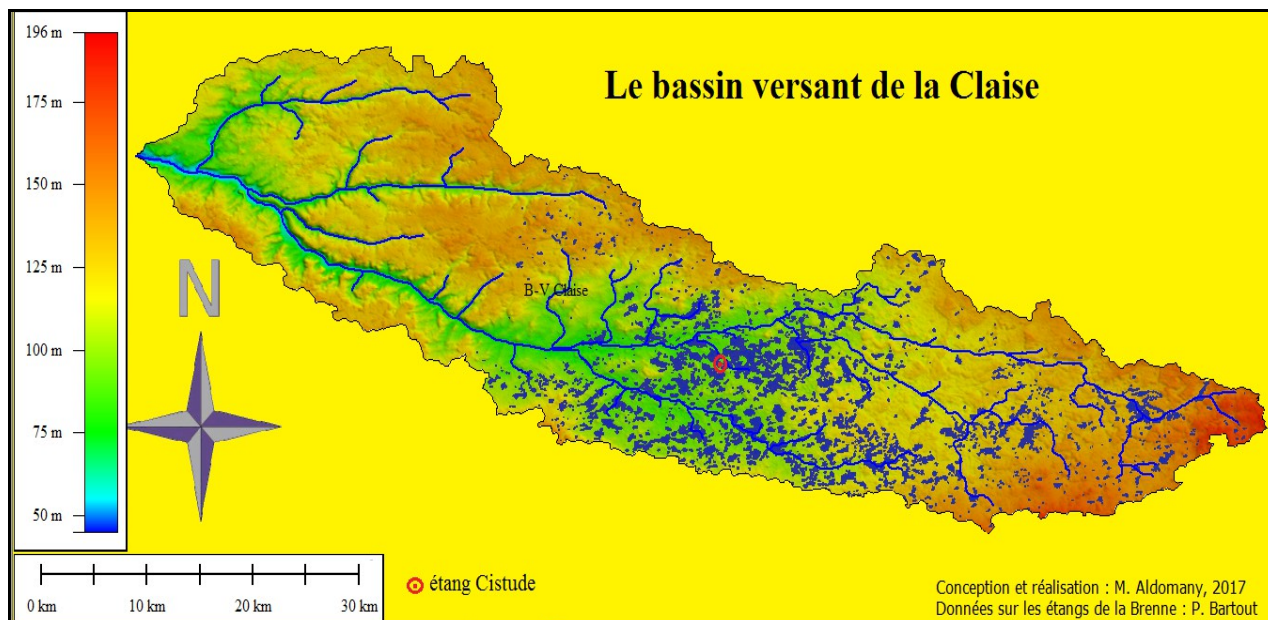 196 m
175 m
150 m
125 m
100 m
75 m
50 m
Le bassin versant de la Claise
N
B-V Claise
0 km 10 km 20 km 30 km
étang Cistude
Conception et réalisation : M. Aldomany, 2017
Données sur les étangs de la Brenne : P. Bartout